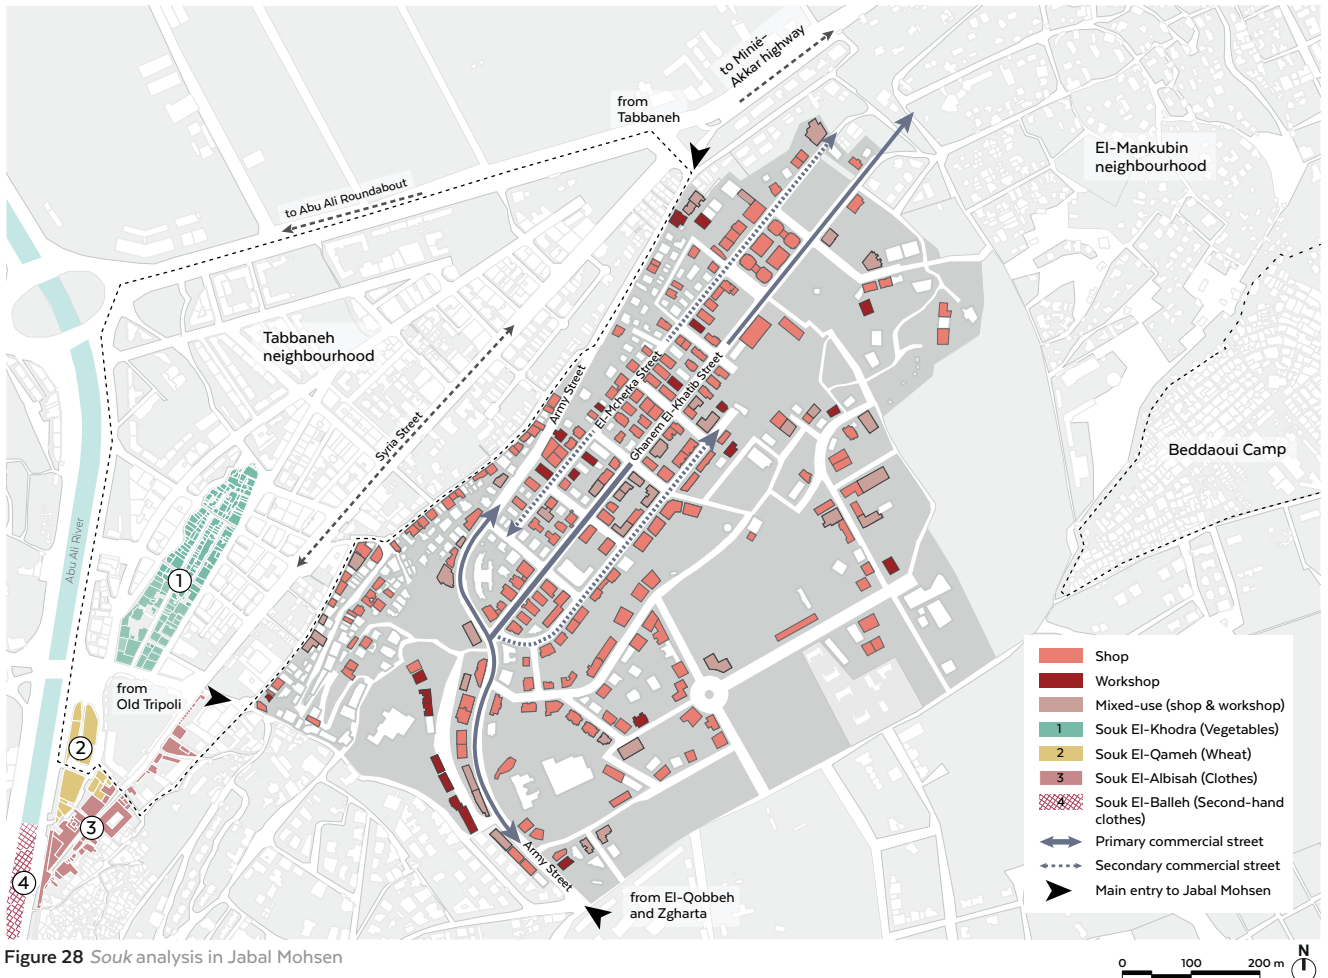 to Minié-
Akkar highway
from
Tabbaneh
El-Mankubin
neighbourhood
to Abu Ali Roundabout
Tabbaneh
neighbourhood
Army Street
El-Mcherka Street
Ghanem El-Khatib Street
Syria Street
Beddaoui Camp
Abu Ali River
1
from
Old Tripoli
2
3
4
Army Street
from El-Qobbeh
and Zgharta
Shop
Workshop
Mixed-use (shop & workshop)
1 Souk El-Khodra (Vegetables)
2 Souk El-Qameh (Wheat)
3 Souk El-Albisah (Clothes)
4 Souk El-Balleh (Second-hand
clothes)
Primary commercial street
Secondary commercial street
Main entry to Jabal Mohsen
Figure 28 Souk analysis in Jabal Mohsen
0 100 200 m
N